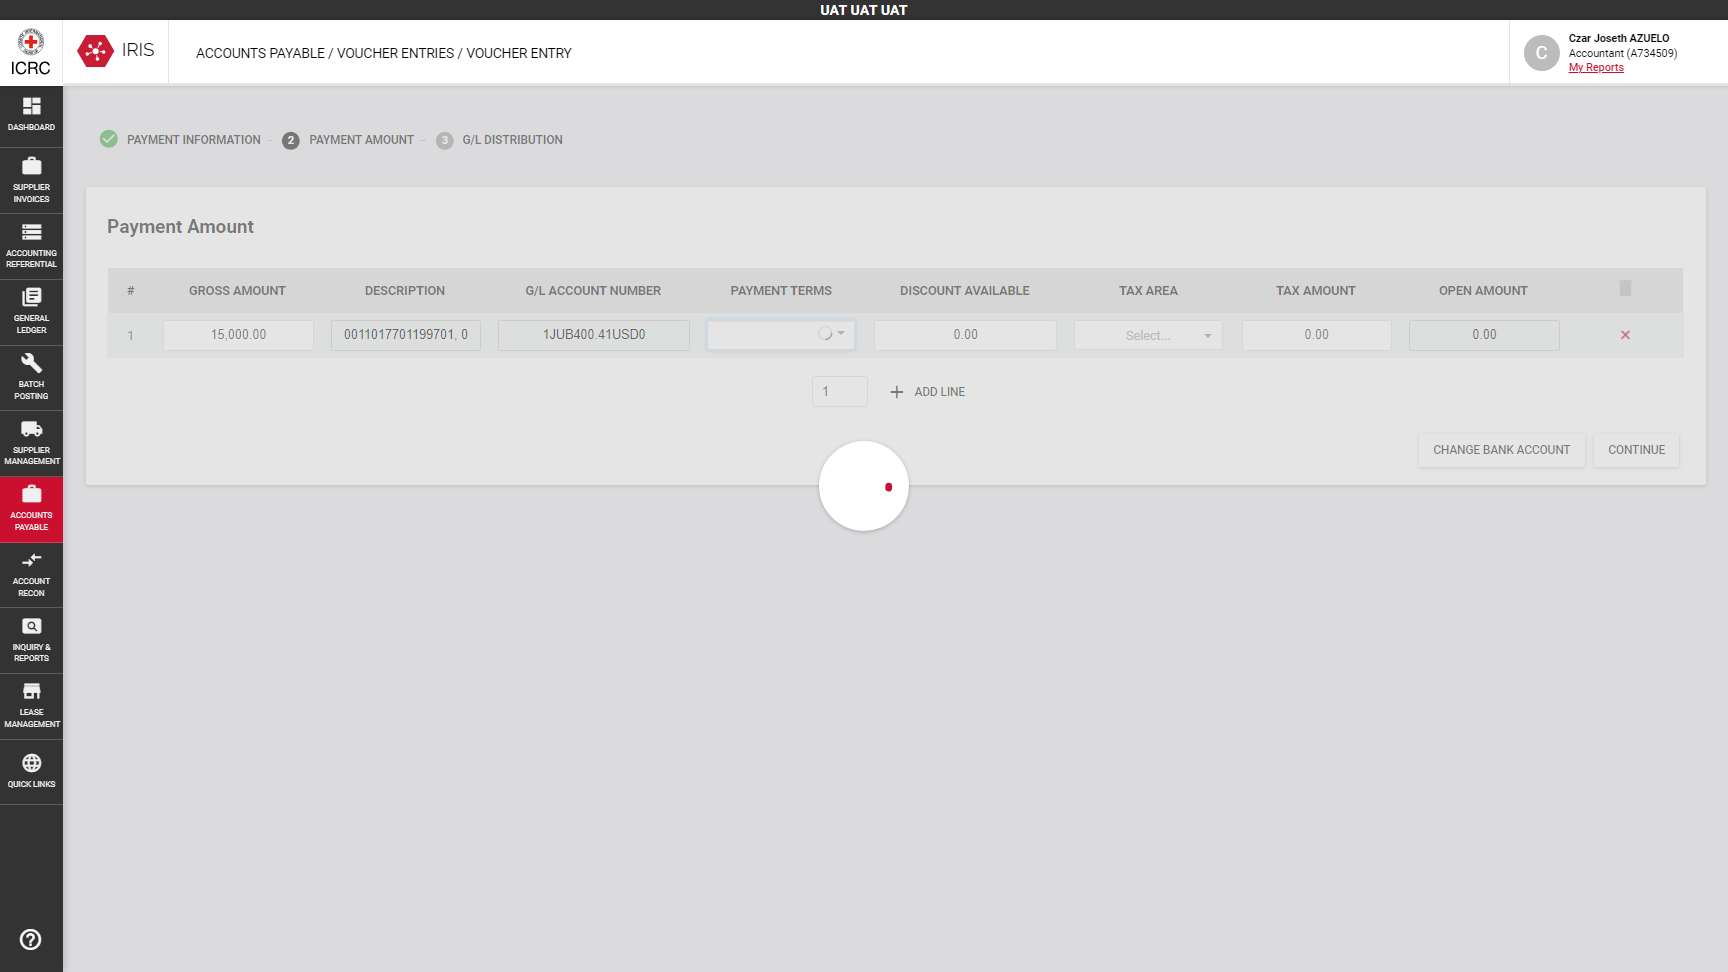 UAT UAT UAT
ICRC
IRIS
ACCOUNTS PAYABLE / VOUCHER ENTRIES / VOUCHER ENTRY
C
Czar Joseth AZUELO
Accountant (A734509)
My Reports
DASHBOARD
SUPPLIER
INVOICES
ACCOUNTING
REFERENTIAL
GENERAL
LEDGER
BATCH
POSTING
SUPPLIER
MANAGEMENT
ACCOUNTS
PAYABLE
ACCOUNT
RECON
INQUIRY &
REPORTS
LEASE
MANAGEMENT
QUICK LINKS
PAYMENT INFORMATION - 2 PAYMENT AMOUNT - 3 G/L DISTRIBUTION
Payment Amount
# GROSS AMOUNT DESCRIPTION G/L ACCOUNT NUMBER PAYMENT TERMS DISCOUNT AVAILABLE TAX AREA TAX AMOUNT OPEN AMOUNT
1 15,000.00 0011017701199701, 0 1JUB400.41USD0 0.00 Select... 0.00 0.00
1 ADD LINE
CHANGE BANK ACCOUNT CONTINUE